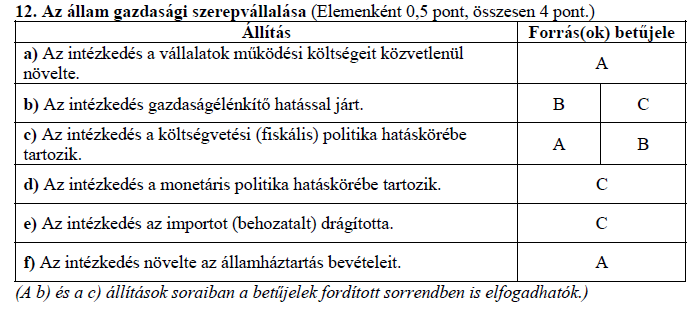 12. Az állam gazdasági szerepvállalása (Elemenként 0,5 pont, összesen 4 pont.)
Állítás Forrás(ok) betűjele
a) Az intézkedés a vállalatok működési költségeit közvetlenül
növelte.
A
b) Az intézkedés gazdaságélénkítő hatással járt. B C
c) Az intézkedés a költségvetési (fiskális) politika hatáskörébe
tartozik.
A B
d) Az intézkedés a monetáris politika hatáskörébe tartozik. C
e) Az intézkedés az importot (behozatalt) drágította. C
f) Az intézkedés növelte az államháztartás bevételeit. A
(A b) és a c) állítások soraiban a betűjelek fordított sorrendben is elfogadhatók.)